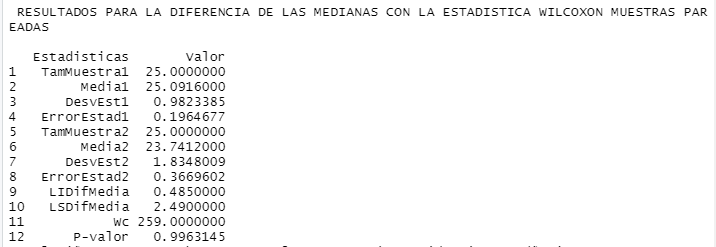 RESULTADOS PARA LA DIFERENCIA DE LAS MEDIANAS CON LA ESTADISTICA WILCOXON MUESTRAS PAR
EADAS
Estadisticas Valor
1 TamMuestra1 25.0000000
2 Media1 25.0916000
3 DesvEst1 0.9823385
4 ErrorEstad1 0.1964677
5 TamMuestra2 25.0000000
6 Media2 23.7412000
7 DesvEst2 1.8348009
8 ErrorEstad2 0.3669602
9 LIDifMedia 0.4850000
10 LSDifMedia 2.4900000
11 Wc 259.0000000
12 P-valor 0.9963145